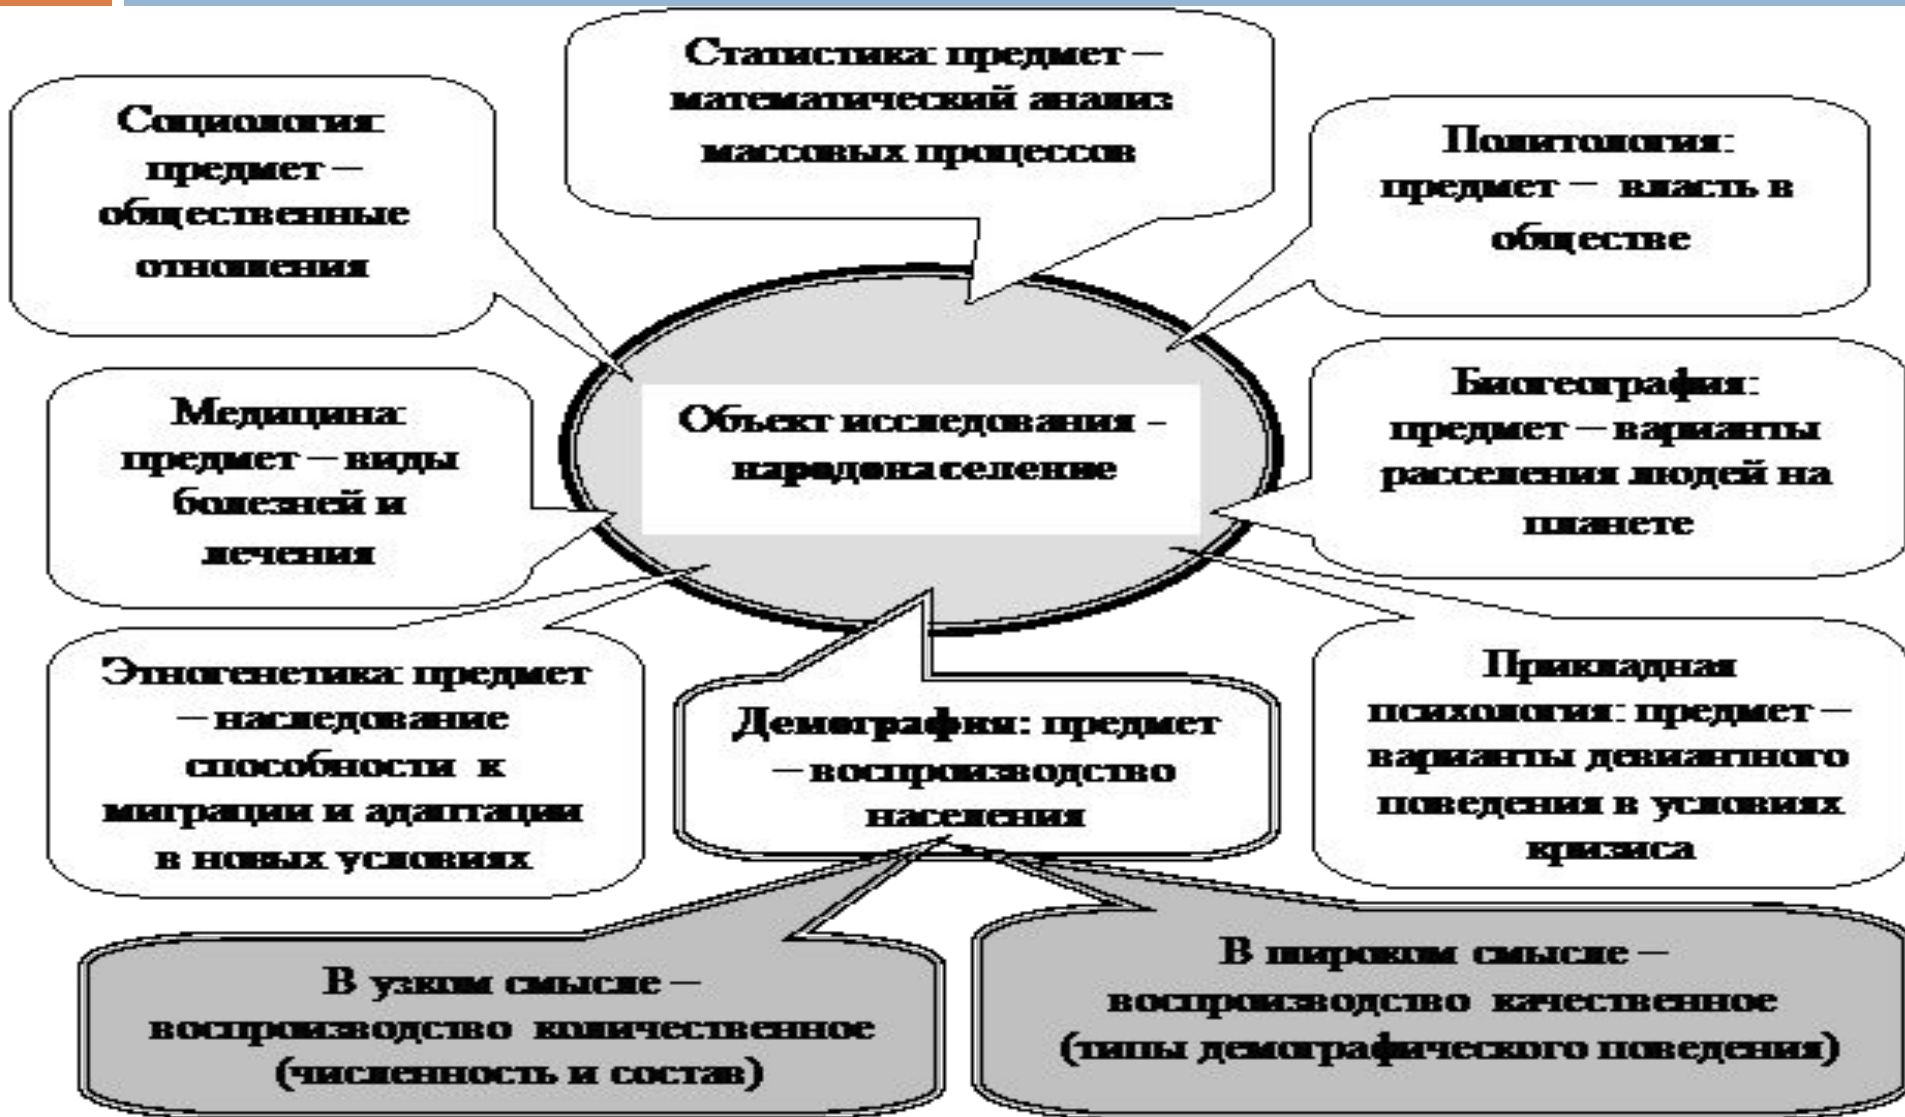 Статистика: предмет –
математический анализ
массовых процессов
Социология:
предмет –
общественные
отношения
Политология:
предмет – власть в
обществе
Медицина:
предмет – виды
болезней и
лечения
Объект исследования -
народонаселение
Биогеография:
предмет – варианты
расселения людей на
планете
Этногенетика: предмет
– наследование
способности к
миграции и адаптации
в новых условиях
Демография: предмет
– воспроизводство
населения
Прикладная
психология: предмет –
варианты девиантного
поведения в условиях
кризиса
В узком смысле –
воспроизводство количественное
(численность и состав)
В широком смысле –
воспроизводство качественное
(типы демографического поведения)